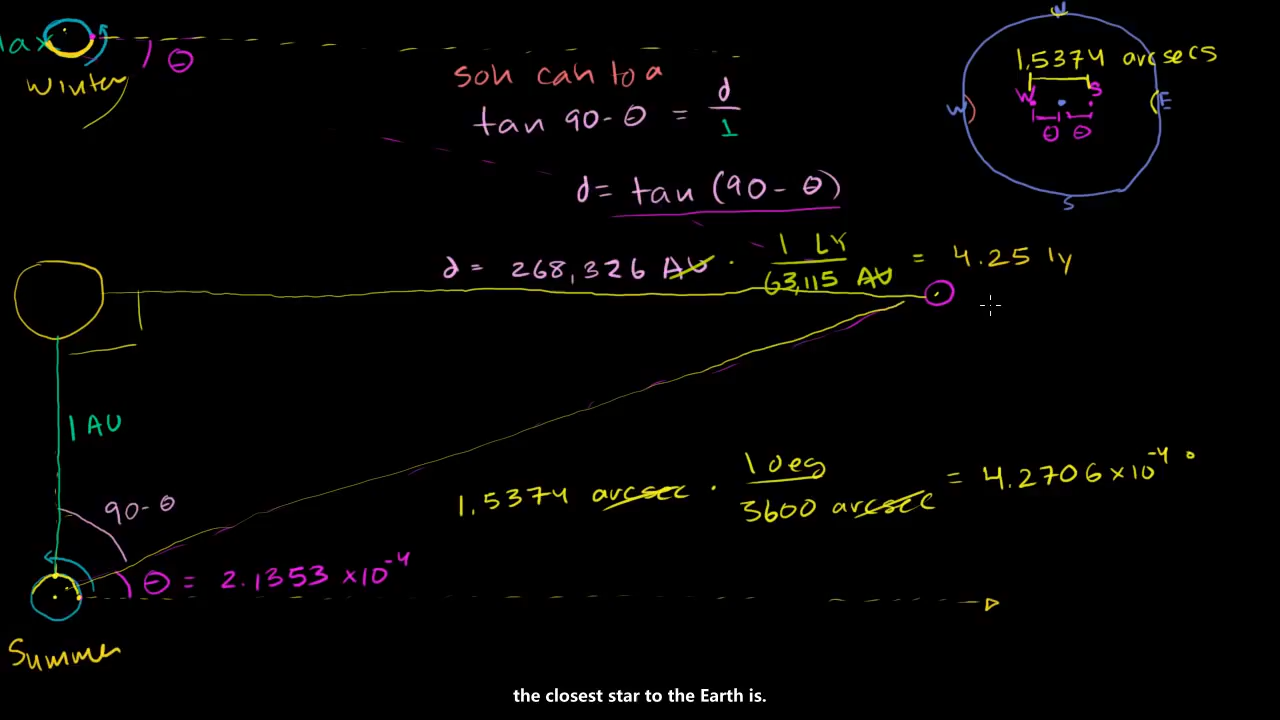 lax
θ
Winter
soh cah toa
tan 90-θ = d/1
d= tan (90- θ)
d= 268,326 AU · 1 LY/63,115 AU = 4.25 ly
N
1.5374 arcsecs
W W S E
θ θ
S
1 AU
90-θ
1.5374 arcsec · 1 deg/3600 arcsec = 4.2706×10⁻⁴ °
θ = 2.1353 ×10⁻⁴
Summer
the closest star to the Earth is.